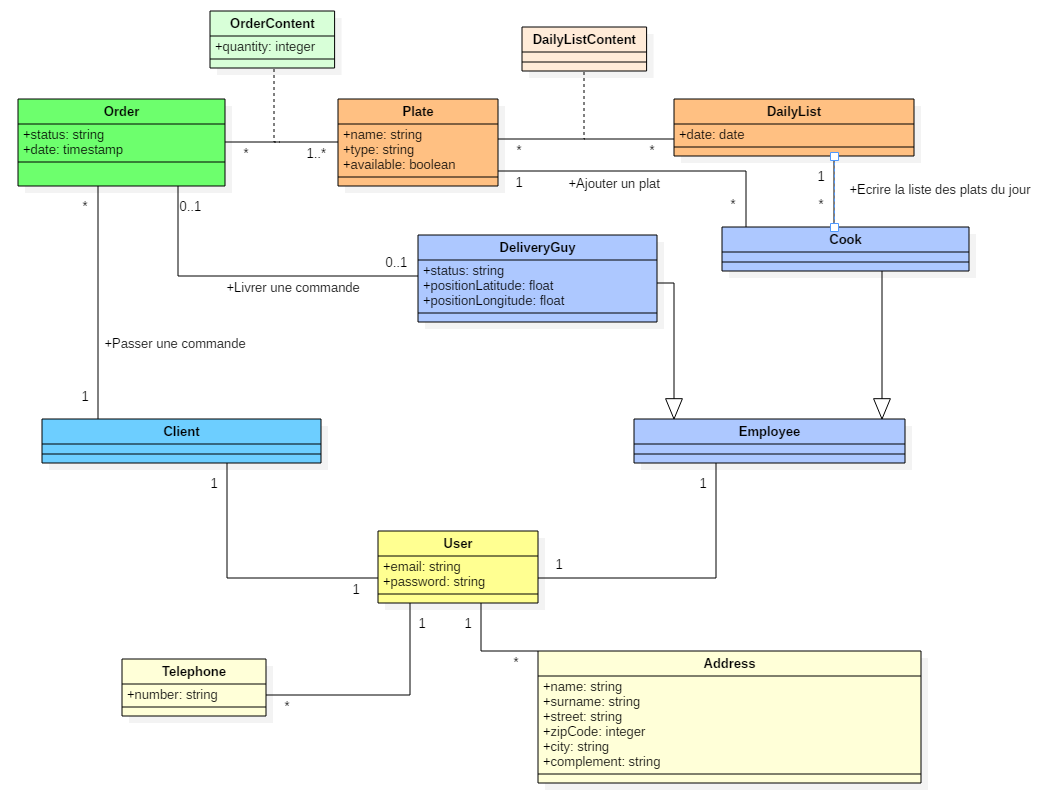 OrderContent
+quantity: integer
DailyListContent
Order
+status: string
+date: timestamp
Plate
+name: string
+type: string
+available: boolean
DailyList
+date: date
*
1..*
*
*
1
+Ajouter un plat
*
1
*
+Ecrire la liste des plats du jour
*
0..1
0..1
+Livrer une commande
DeliveryGuy
+status: string
+positionLatitude: float
+positionLongitude: float
Cook
+Passer une commande
1
Client
Employee
1
1
User
+email: string
+password: string
1
1
1
1
*
*
Telephone
+number: string
Address
+name: string
+surname: string
+street: string
+zipCode: integer
+city: string
+complement: string